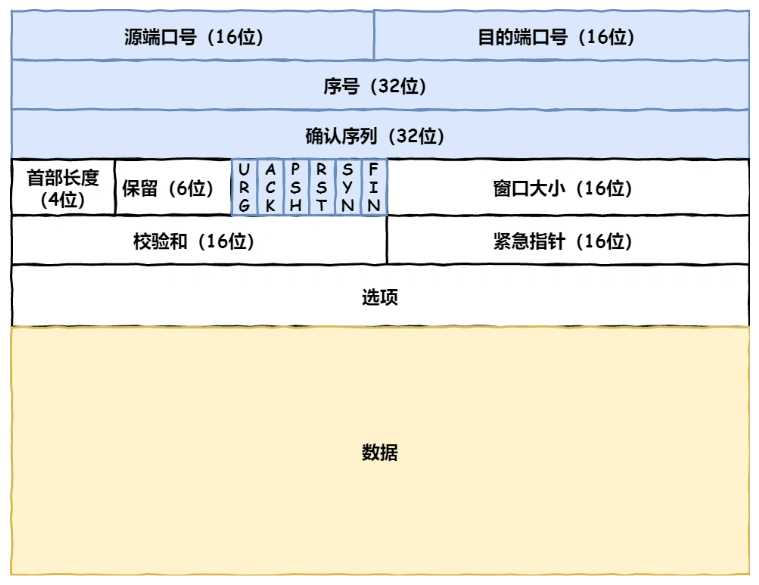 源端口号（16位）
目的端口号（16位）
序号（32位）
确认序列（32位）
首部长度
(4位)
保留（6位）
URG
ACK
PSH
RST
SYN
FIN
窗口大小（16位）
校验和（16位）
紧急指针（16位）
选项
数据